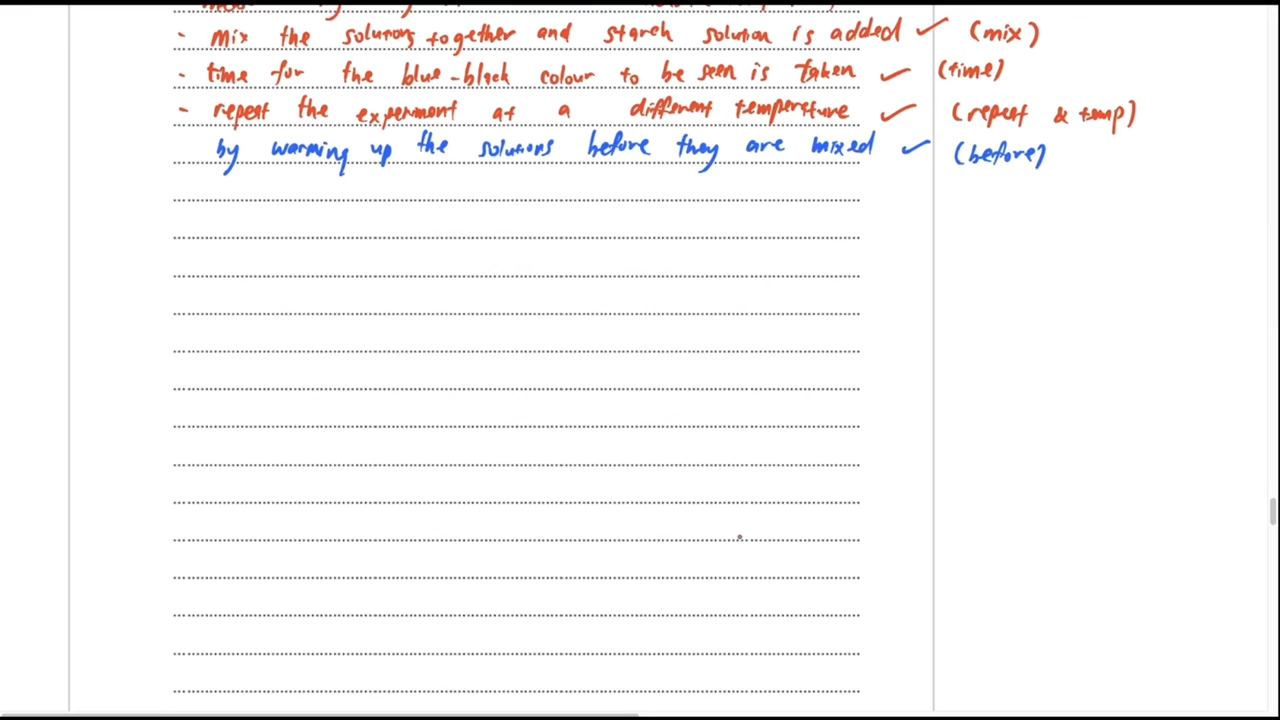 - mix the solutions together and starch solution is added ✓ (mix)
- time for the blue-black colour to be seen is taken ✓ (time)
- repeat the experiment at a different temperature ✓ (repeat & temp)
by warming up the solutions before they are mixed ✓ (before)